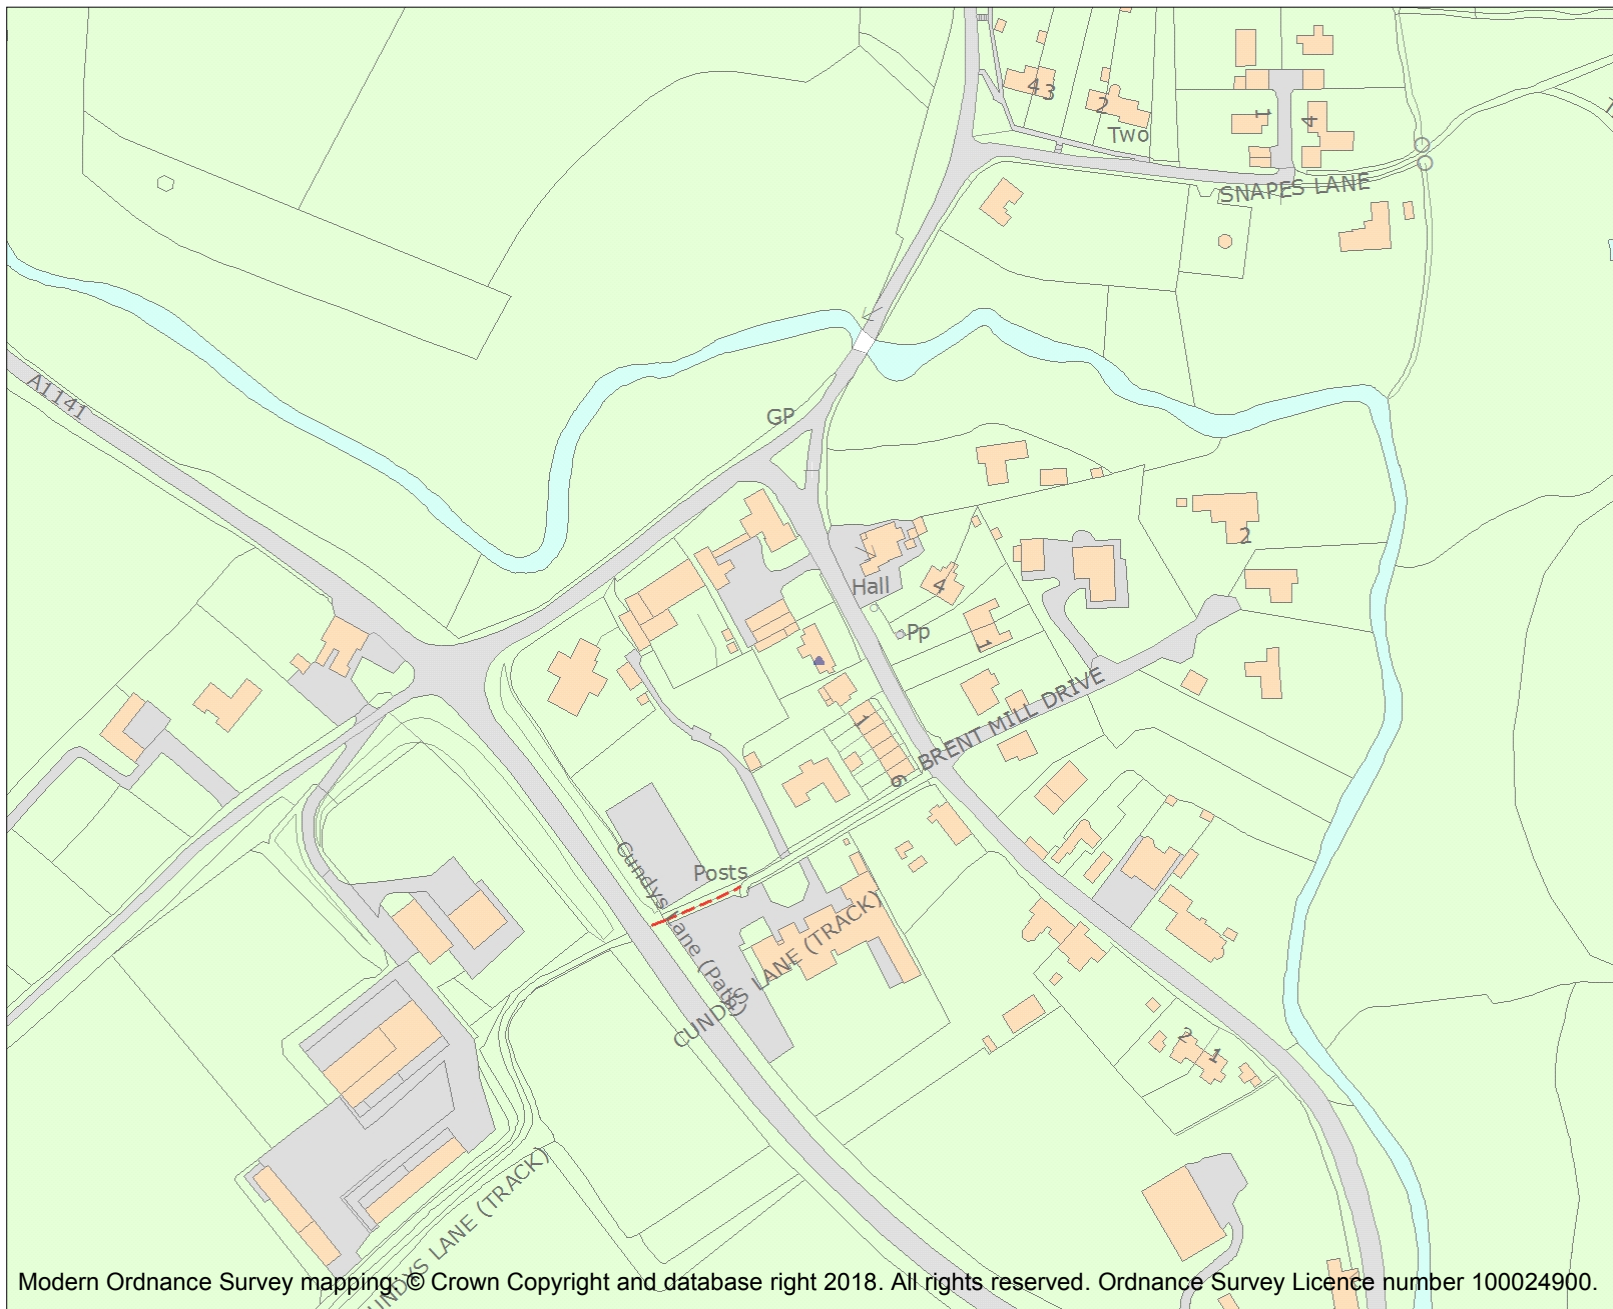 4
3
2
Two
1
4
SNAPES LANE
A1141
GP
2
Hall
4
Pp
1
BRENT MILL DRIVE
1
6
Posts
Cundys Lane (Path)
CUNDYS LANE (TRACK)
2
1
UNDYS LANE (TRACK)
Modern Ordnance Survey mapping: © Crown Copyright and database right 2018. All rights reserved. Ordnance Survey Licence number 100024900.